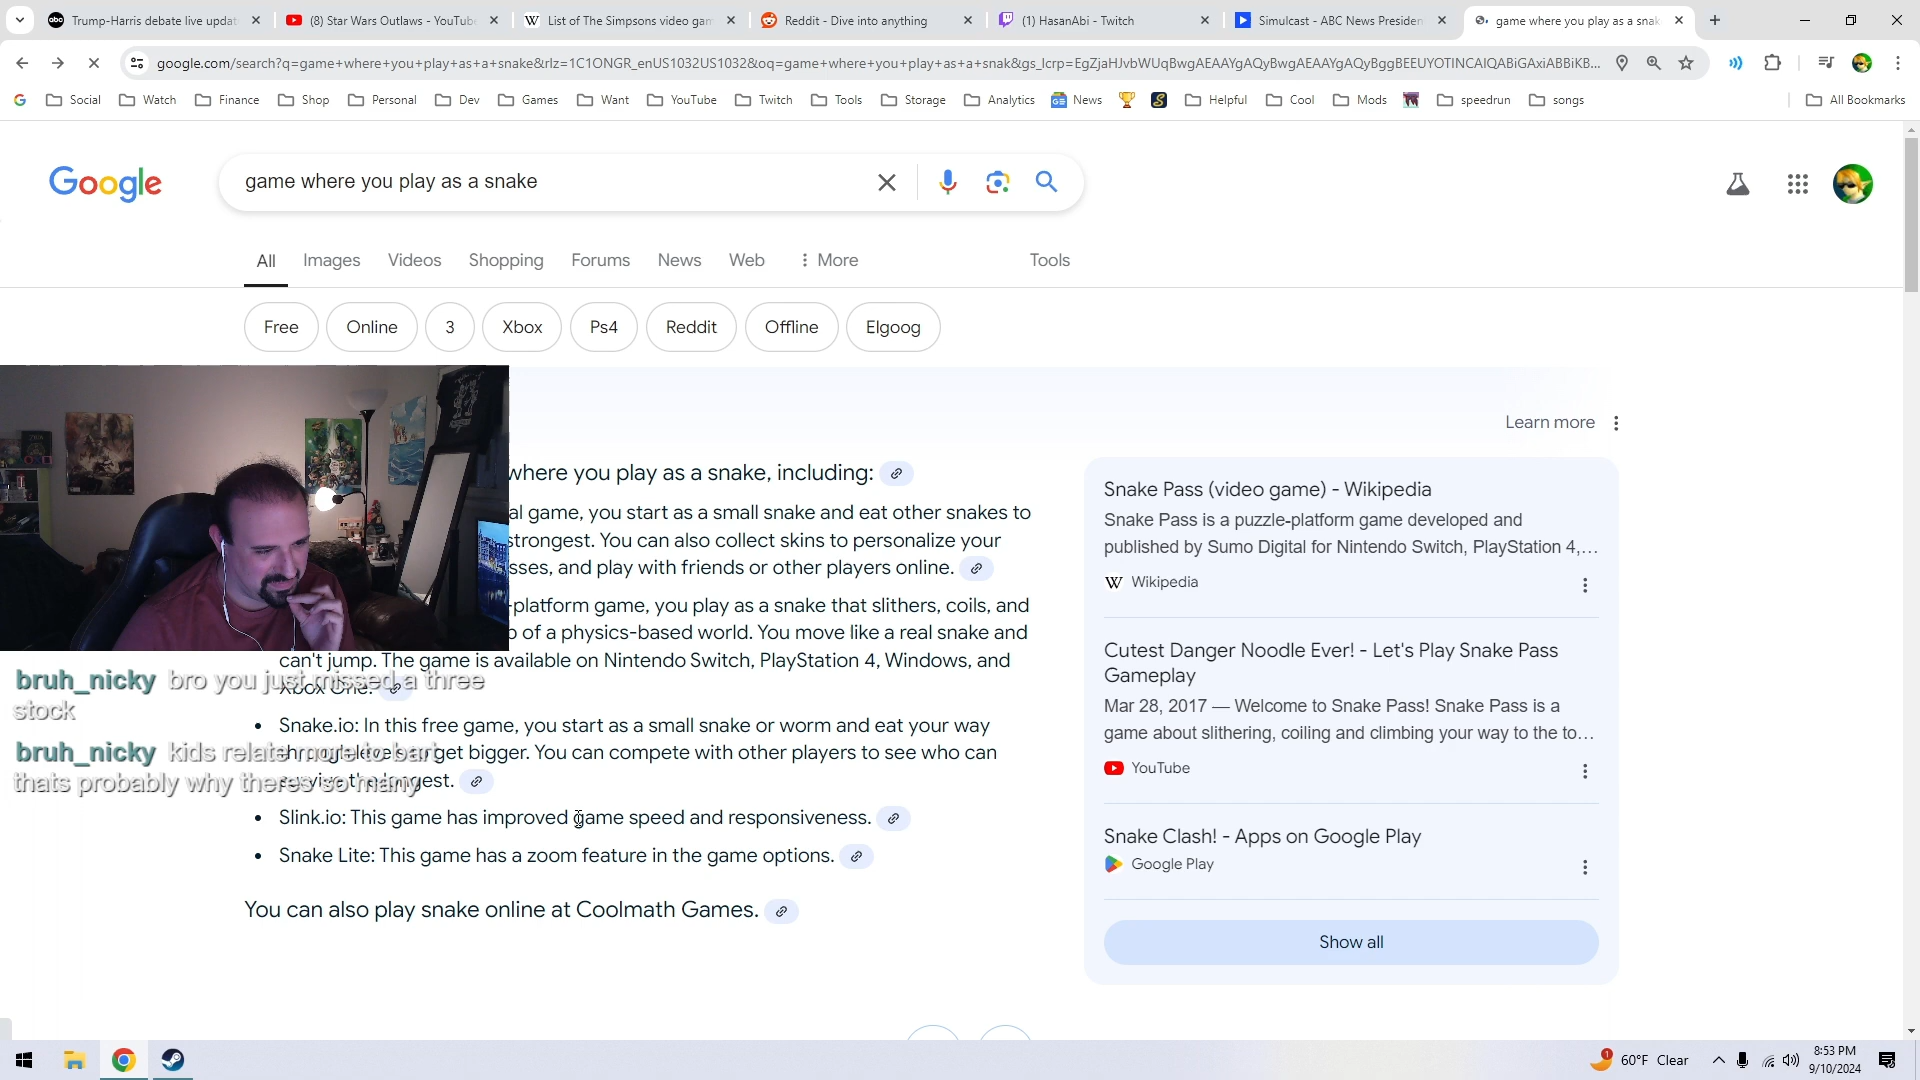 Trump-Harris debate live updat
(8) Star Wars Outlaws - YouTube
List of The Simpsons video gam
Reddit - Dive into anything
(1) HasanAbi - Twitch
Simulcast - ABC News Presiden
game where you play as a snak
google.com/search?q=game+where+you+play+as+a+snake&rlz=1C1ONGR_enUS1032US1032&oq=game+where+you+play+as+a+snak&gs_lcrp=EgZjaHJvbWUqBwgAEAAYgAQyBwgAEAAYgAQyBggBEEUYOTINCAIQABiGAxiABBiKB...
Social
Watch
Finance
Shop
Personal
Dev
Games
Want
YouTube
Twitch
Tools
Storage
Analytics
News
Helpful
Cool
Mods
speedrun
songs
All Bookmarks
Google
game where you play as a snake
All
Images
Videos
Shopping
Forums
News
Web
More
Tools
Free
Online
3
Xbox
Ps4
Reddit
Offline
Elgoog
Learn more
where you play as a snake, including:
al game, you start as a small snake and eat other snakes to
strongest. You can also collect skins to personalize your
sses, and play with friends or other players online.
-platform game, you play as a snake that slithers, coils, and
of a physics-based world. You move like a real snake and
can't jump. The game is available on Nintendo Switch, PlayStation 4, Windows, and
Xbox One.
bruh_nicky bro you just missed a three
stock
• Snake.io: In this free game, you start as a small snake or worm and eat your way
through levels to get bigger. You can compete with other players to see who can
survive the longest.
bruh_nicky kids relate more to bart
thats probably why theres so many
• Slink.io: This game has improved game speed and responsiveness.
• Snake Lite: This game has a zoom feature in the game options.
You can also play snake online at Coolmath Games.
Snake Pass (video game) - Wikipedia
Snake Pass is a puzzle-platform game developed and
published by Sumo Digital for Nintendo Switch, PlayStation 4,...
W Wikipedia
Cutest Danger Noodle Ever! - Let's Play Snake Pass
Gameplay
Mar 28, 2017 — Welcome to Snake Pass! Snake Pass is a
game about slithering, coiling and climbing your way to the to...
YouTube
Snake Clash! - Apps on Google Play
Google Play
Show all
1
60°F Clear
8:53 PM
9/10/2024